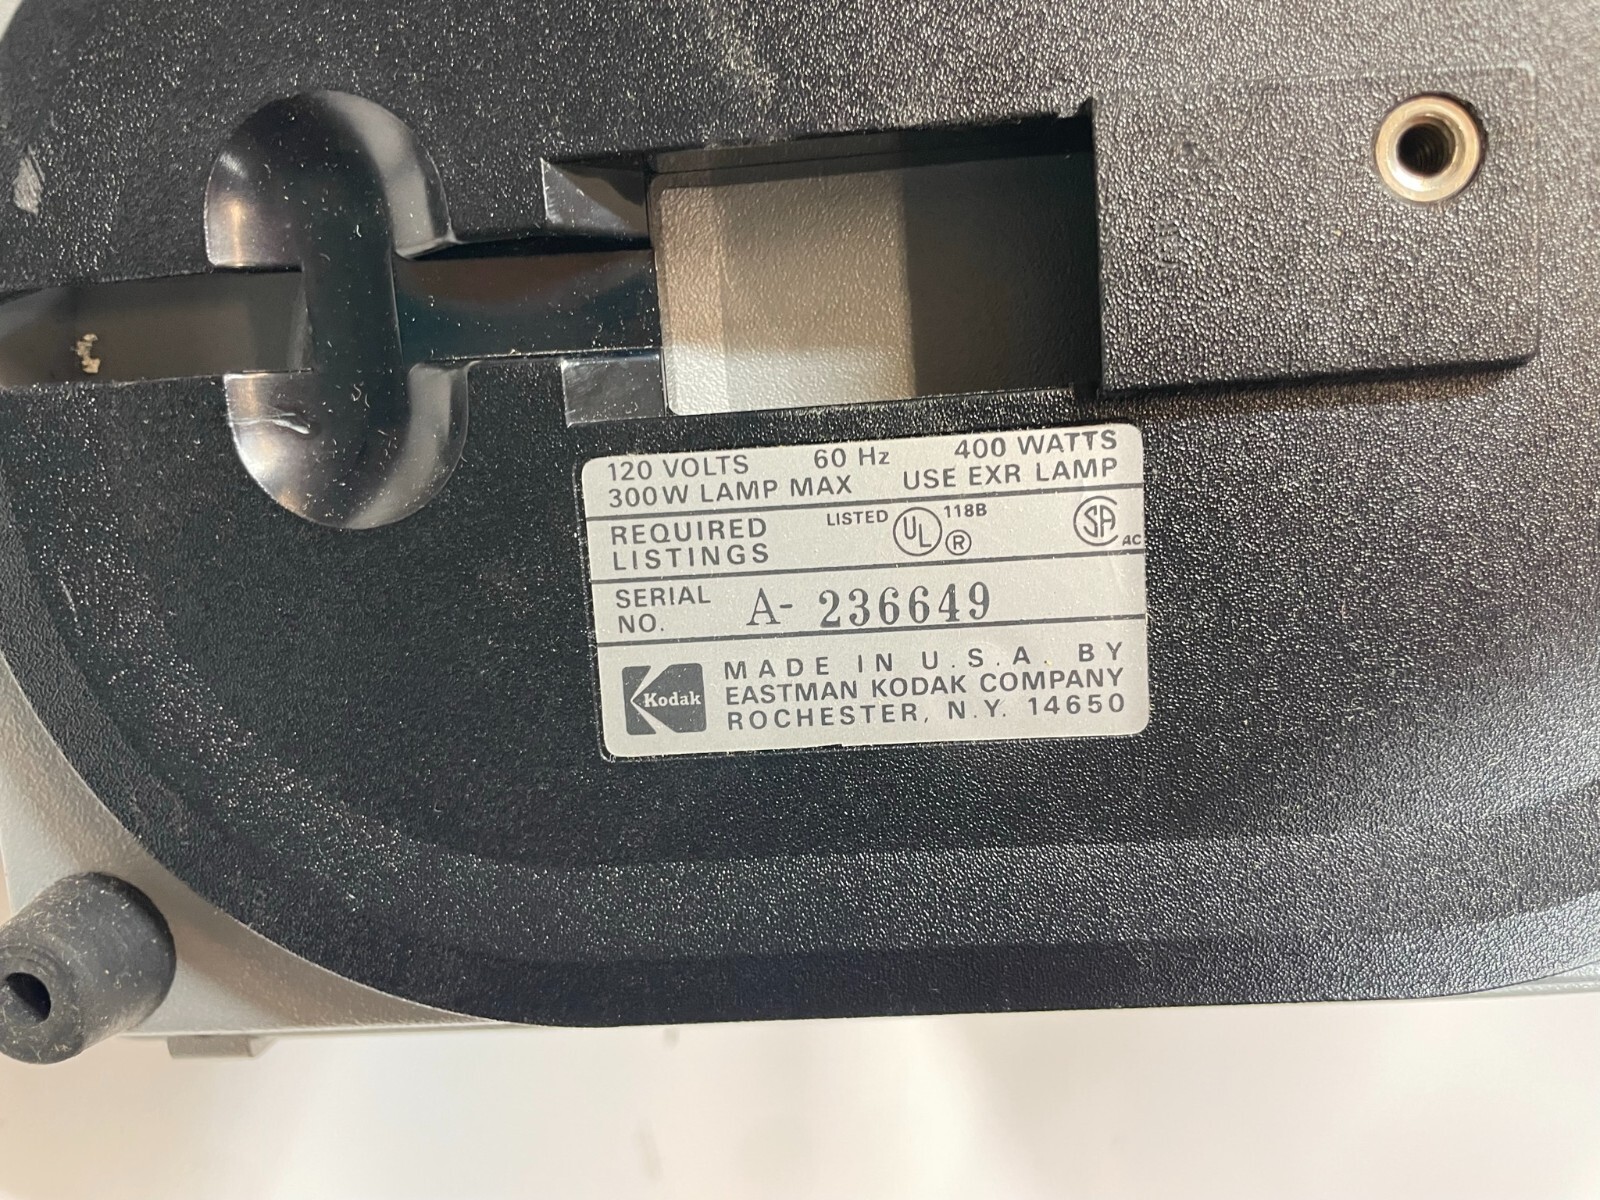 120 VOLTS 60 Hz 400 WATTS
300W LAMP MAX USE EXR LAMP
REQUIRED LISTINGS LISTED UL ® 118B SA AC
SERIAL NO. A- 236649
Kodak
MADE IN U.S.A. BY
EASTMAN KODAK COMPANY
ROCHESTER, N.Y. 14650